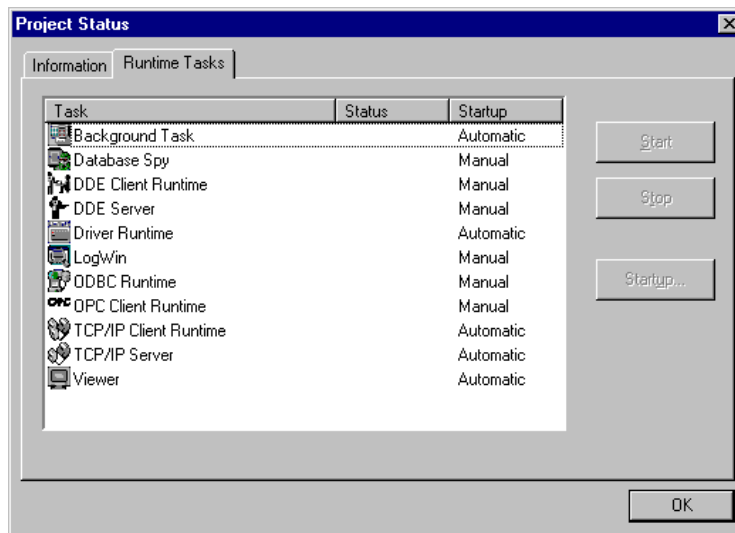 Project Status
Information Runtime Tasks
Task Status Startup
Background Task Automatic
Database Spy Manual
DDE Client Runtime Manual
DDE Server Manual
Driver Runtime Automatic
LogWin Manual
ODBC Runtime Manual
OPC OPC Client Runtime Manual
TCP/IP Client Runtime Automatic
TCP/IP Server Automatic
Viewer Automatic
Start
Stop
Startup...
OK